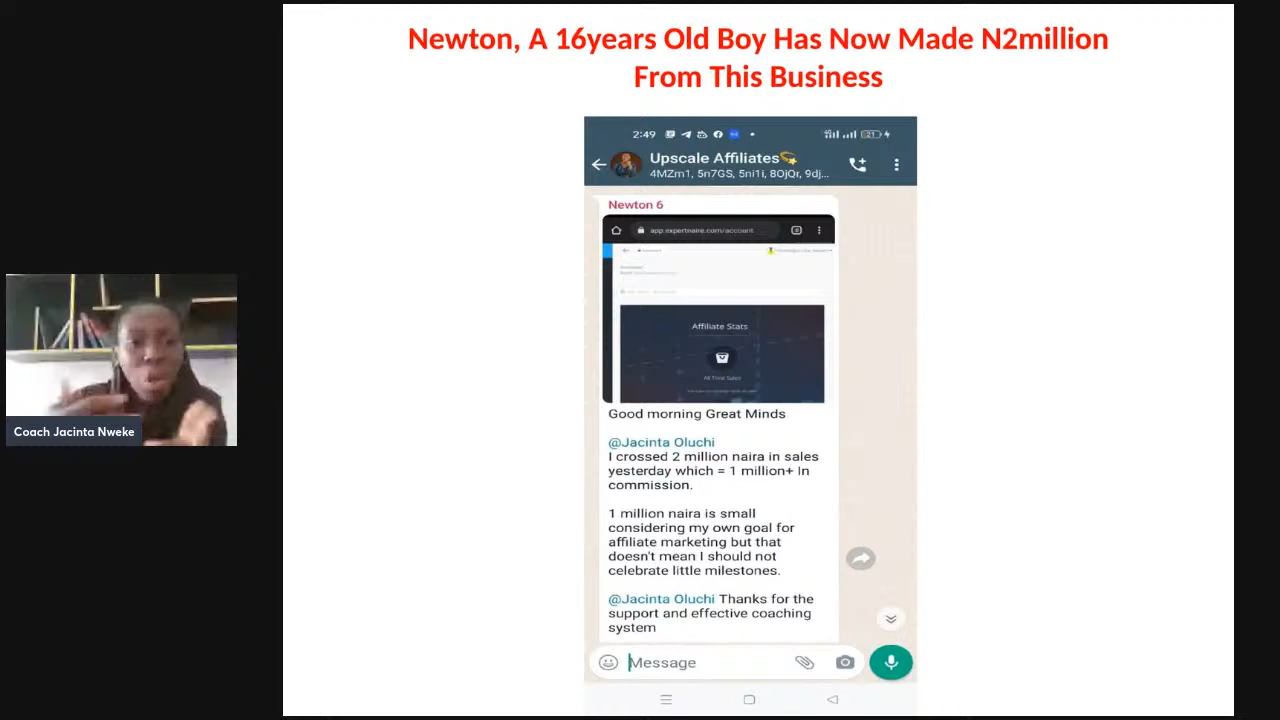 Newton, A 16years Old Boy Has Now Made N2million
From This Business
2:49
21
Upscale Affiliates
4MZm1, 5n7GS, 5ni1i, 8OjQr, 9dj...
Newton 6
app.expertnaire.com/account
Affiliate Stats
All Time Sales
Good morning Great Minds
@Jacinta Oluchi
I crossed 2 million naira in sales
yesterday which = 1 million+ In
commission.
1 million naira is small
considering my own goal for
affiliate marketing but that
doesn't mean I should not
celebrate little milestones.
@Jacinta Oluchi Thanks for the
support and effective coaching
system
Message
Coach Jacinta Nweke